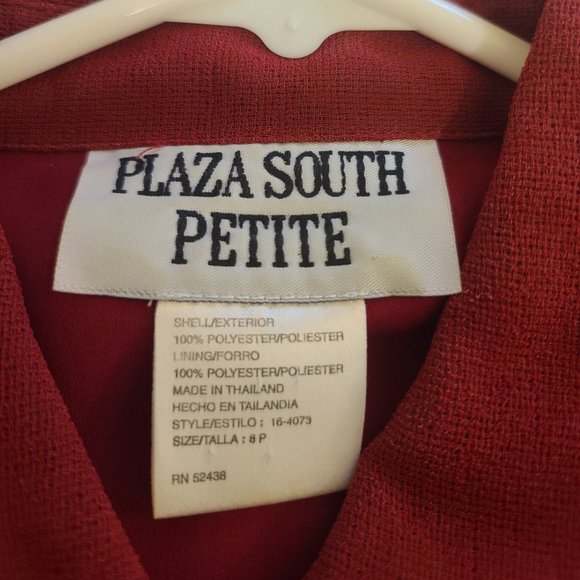 PLAZA SOUTH
PETITE
SHELL/EXTERIOR
100% POLYESTER/POLIESTER
LINING/FORRO
100% POLYESTER/POLIESTER
MADE IN THAILAND
HECHO EN TAILANDIA
STYLE/ESTILO : 16-4073
SIZE/TALLA : 8 P
RN 52438